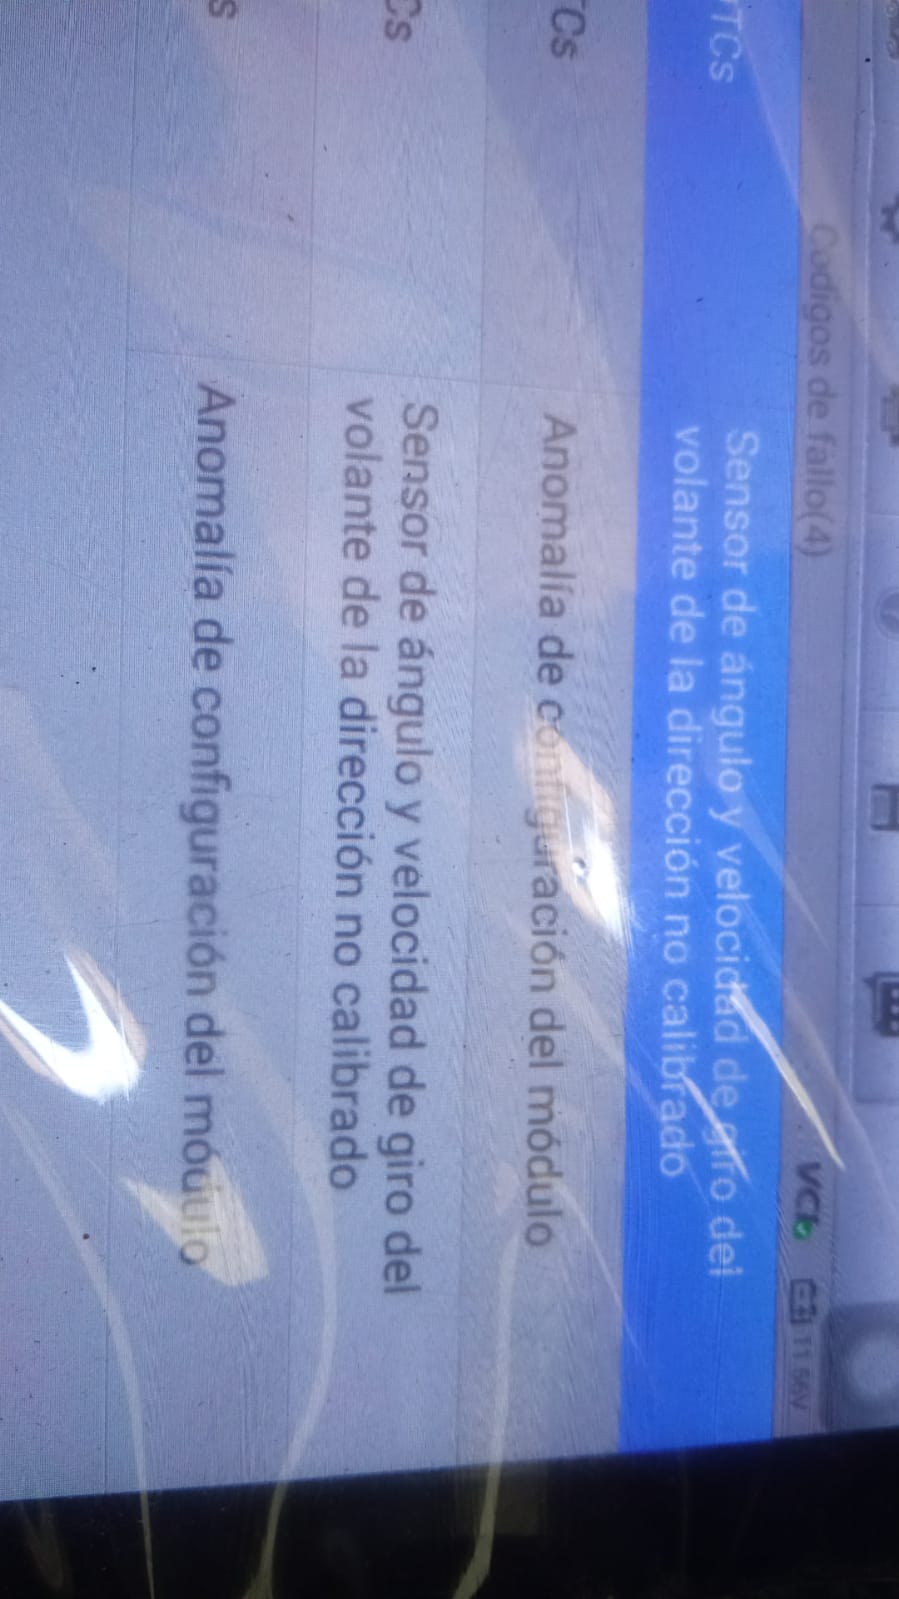 Codigos de fallo(4)
VCI 11.56V
TCs
Sensor de ángulo y velocidad de giro del
volante de la dirección no calibrado
Cs
Anomalía de configuración del módulo
Cs
Sensor de ángulo y velocidad de giro del
volante de la dirección no calibrado
s
Anomalía de configuración del módulo